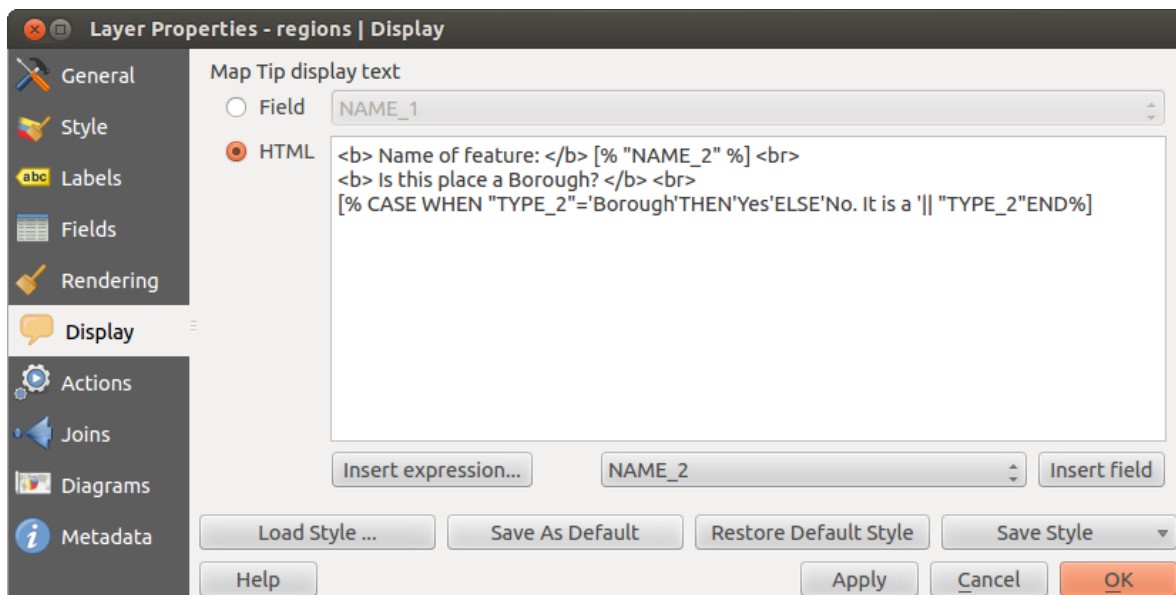 Layer Properties - regions | Display
General
Style
abc Labels
Fields
Rendering
Display
Actions
Joins
Diagrams
Metadata
Map Tip display text
Field NAME_1
HTML
<b> Name of feature: </b> [% "NAME_2" %] <br>
<b> Is this place a Borough? </b> <br>
[% CASE WHEN "TYPE_2"='Borough'THEN'Yes'ELSE'No. It is a '|| "TYPE_2"END%]
Insert expression... NAME_2 Insert field
Load Style ... Save As Default Restore Default Style Save Style
Help Apply Cancel OK